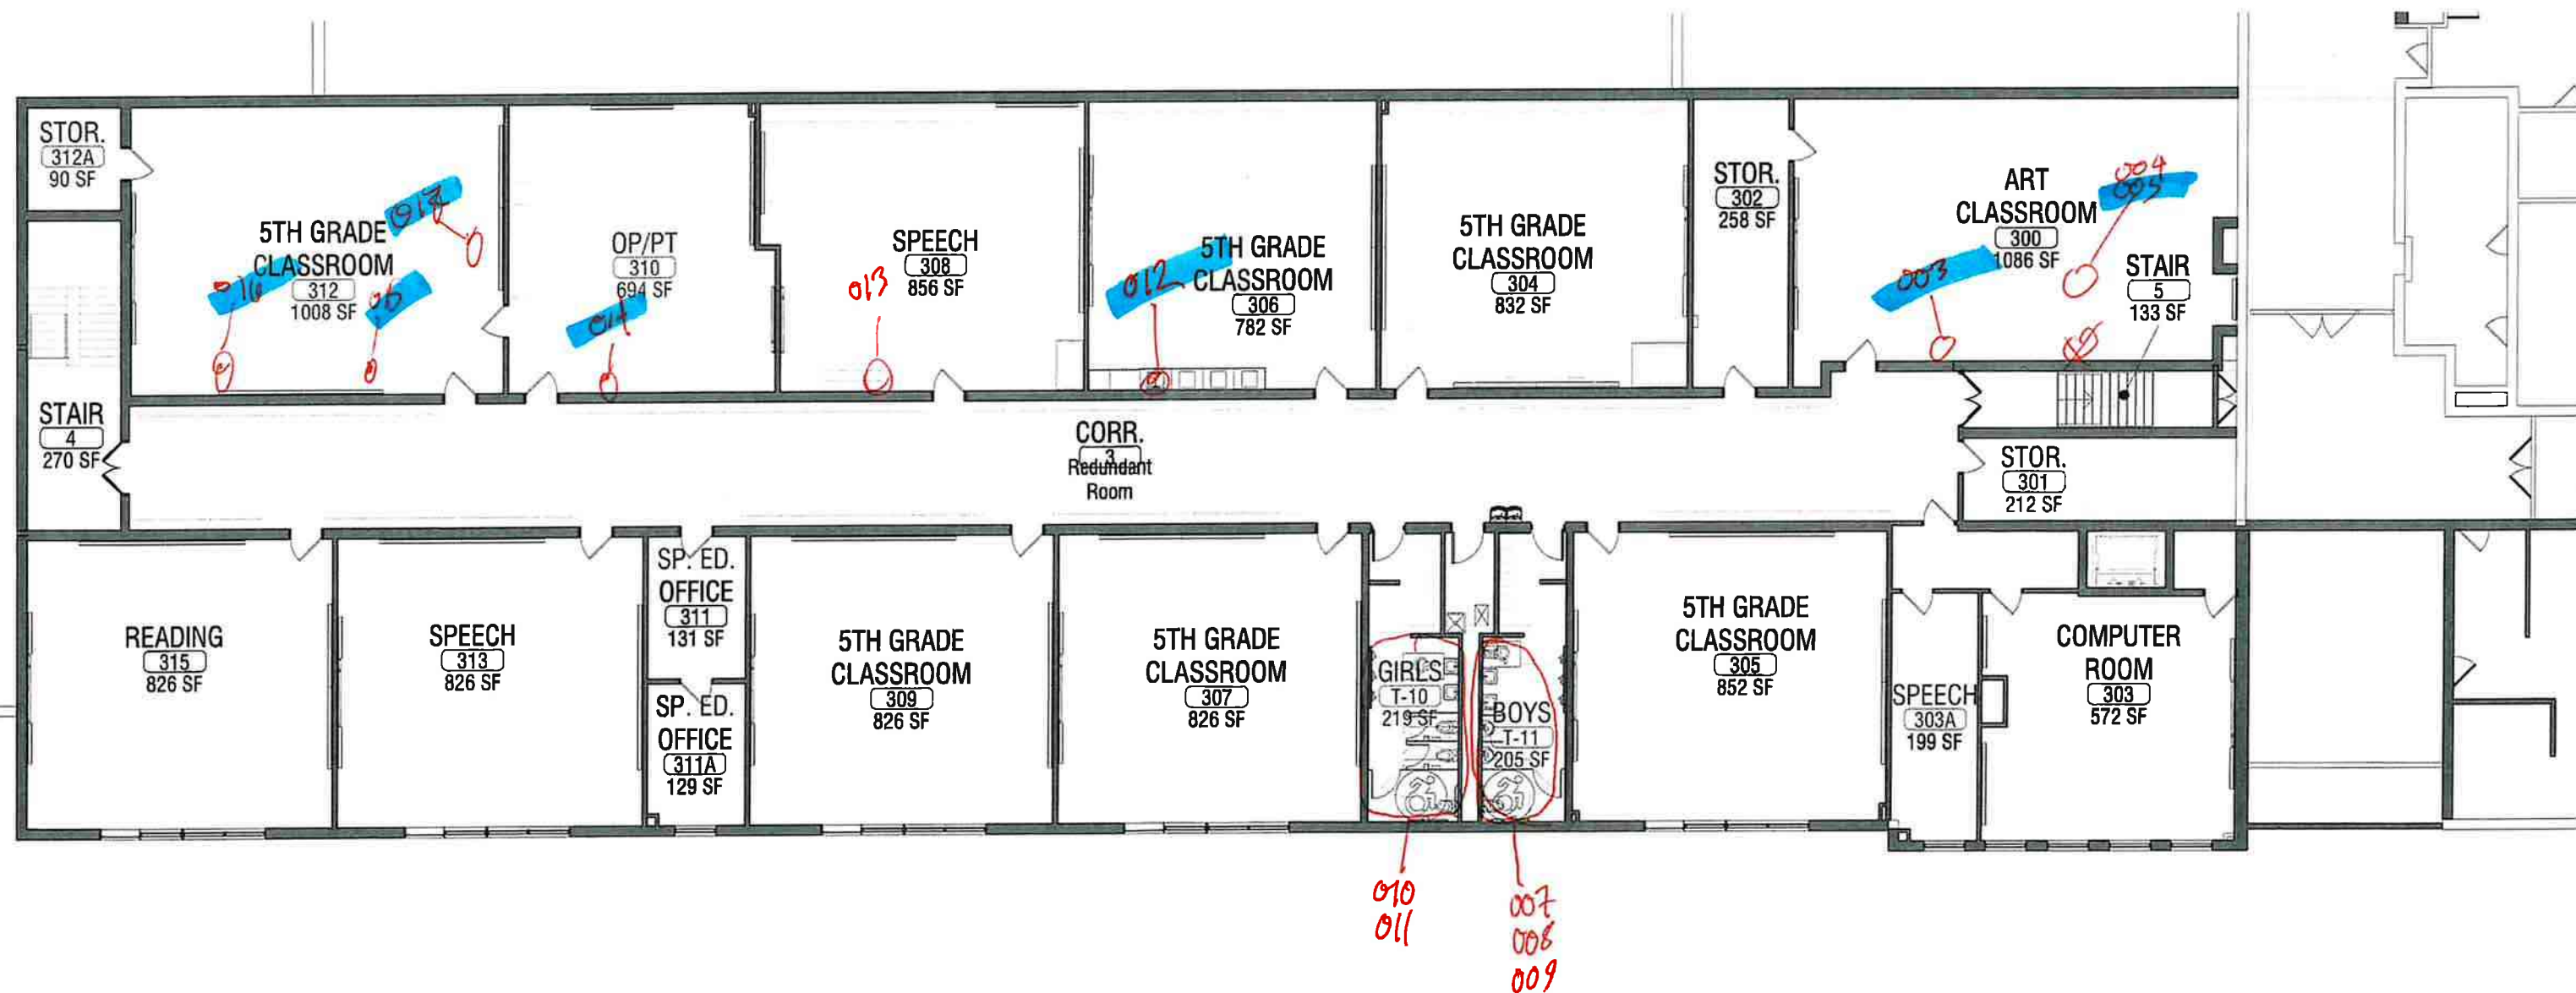 STOR.
312A
90 SF
5TH GRADE
CLASSROOM
312
1008 SF
016
OP/PT
310
694 SF
014
SPEECH
308
856 SF
013
5TH GRADE
CLASSROOM
306
782 SF
012
5TH GRADE
CLASSROOM
304
832 SF
STOR.
302
258 SF
ART
CLASSROOM
300
1086 SF
004
005
003
STAIR
5
133 SF
STAIR
4
270 SF
CORR.
3
Redundant
Room
STOR.
301
212 SF
READING
315
826 SF
SPEECH
313
826 SF
SP. ED.
OFFICE
311
131 SF
SP. ED.
OFFICE
311A
129 SF
5TH GRADE
CLASSROOM
309
826 SF
5TH GRADE
CLASSROOM
307
826 SF
GIRLS
T-10
219 SF
BOYS
T-11
205 SF
5TH GRADE
CLASSROOM
305
852 SF
SPEECH
303A
199 SF
COMPUTER
ROOM
303
572 SF
010
011
007
008
009